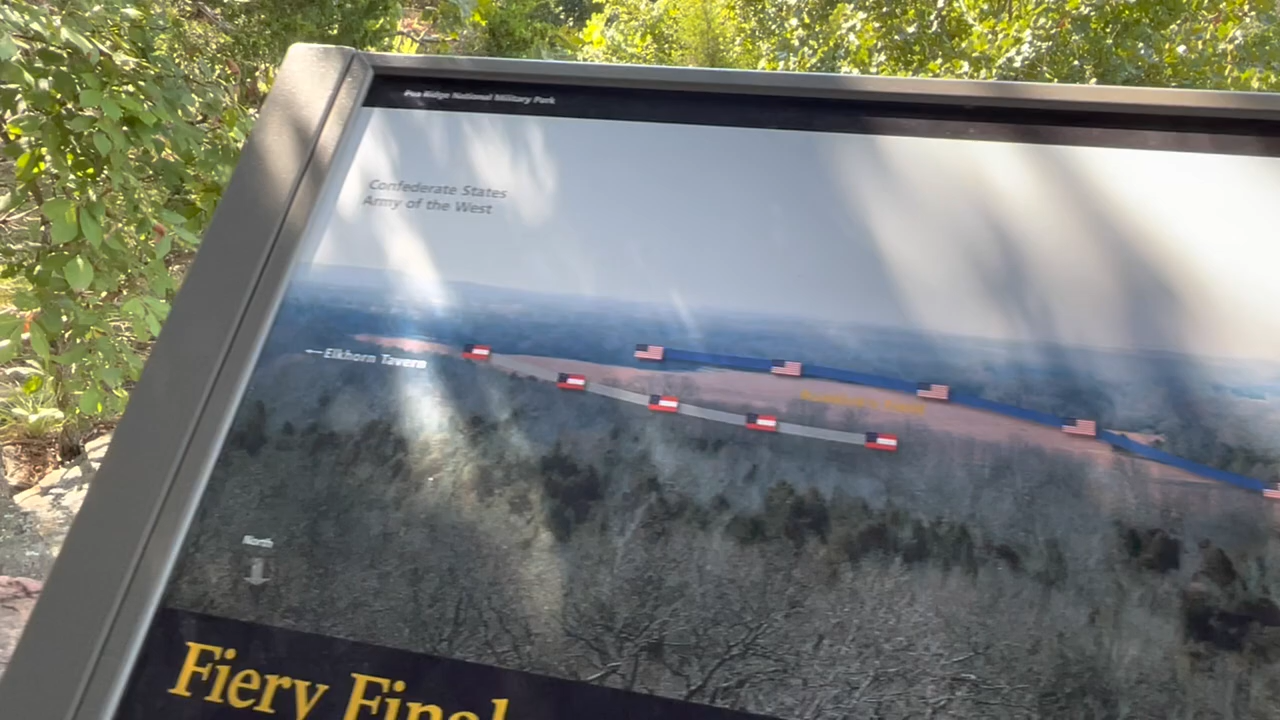 Pea Ridge National Military Park
Confederate States
Army of the West
Elkhorn Tavern
North
Fiery Final